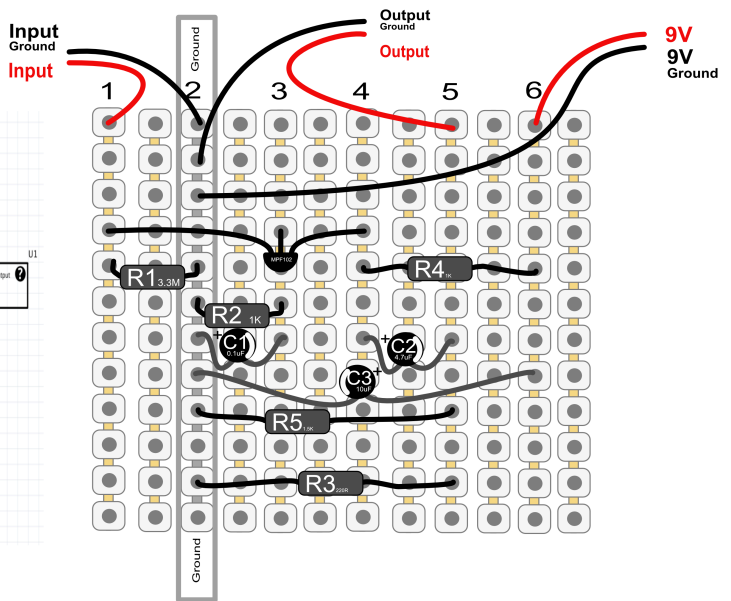 Input
Ground
Input
Ground
Output
Ground
Output
9V
9V
Ground
1
2
3
4
5
6
U1
tput
?
MPF102
R1 3.3M
R4 1K
R2 1K
+
C1
0.1uF
+
C2
4.7uF
C3
+
10uF
R5 1.5K
R3 220R
Ground